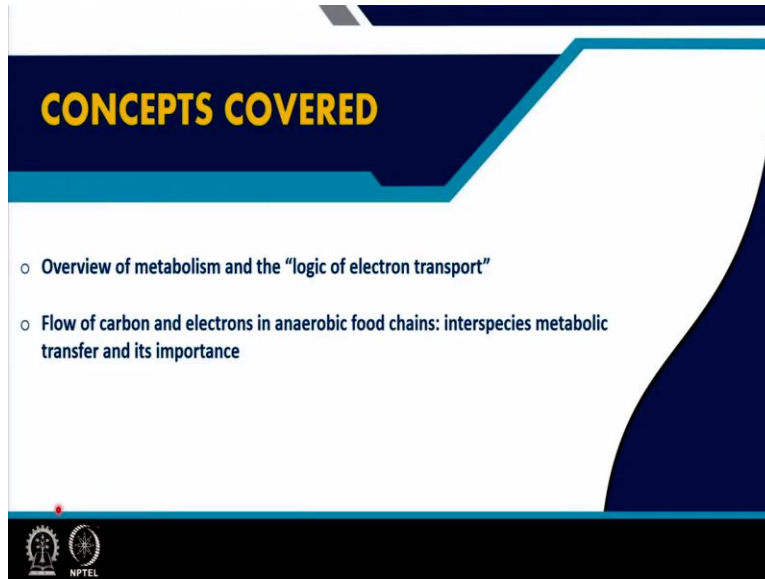 CONCEPTS COVERED
○ Overview of metabolism and the “logic of electron transport”
○ Flow of carbon and electrons in anaerobic food chains: interspecies metabolic
transfer and its importance
NPTEL